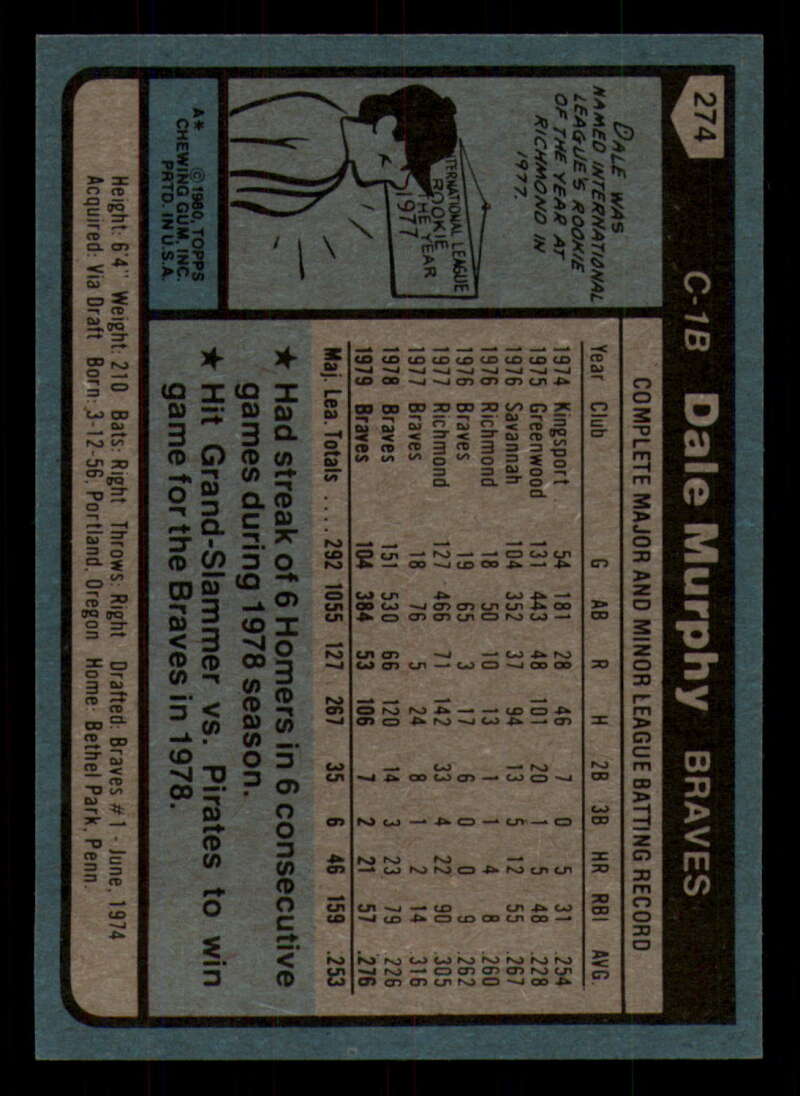 274
C-1B Dale Murphy BRAVES
DALE WAS
NAMED INTERNATIONAL
LEAGUE'S ROOKIE
OF THE YEAR AT
RICHMOND IN
1977.
INTERNATIONAL LEAGUE
ROOKIE
THE YEAR
1977
A* © 1980, TOPPS
CHEWING GUM, INC.
PRTD. IN U.S.A.
COMPLETE MAJOR AND MINOR LEAGUE BATTING RECORD
Year Club G AB R H 2B 3B HR RBI AVG.
1974 Kingsport 54 181 28 46 7 0 5 31 .254
1975 Greenwood 131 443 48 101 20 1 5 48 .228
1976 Savannah 104 352 37 94 13 5 12 55 .267
1976 Richmond 18 50 10 13 1 1 4 8 .260
1976 Braves 19 65 3 17 6 0 0 9 .262
1977 Richmond 127 466 71 142 33 4 22 90 .305
1977 Braves 18 76 5 24 8 1 2 14 .316
1978 Braves 151 530 66 120 14 3 23 79 .226
1979 Braves 104 384 53 106 7 2 21 57 .276
Maj. Lea. Totals .... 292 1055 127 267 35 6 46 159 .253
★ Had streak of 6 Homers in 6 consecutive
games during 1978 season.
★ Hit Grand-Slammer vs. Pirates to win
game for the Braves in 1978.
Height: 6'4" Weight: 210 Bats: Right Throws: Right Drafted: Braves #1 - June, 1974
Acquired: Via Draft Born: 3-12-56, Portland, Oregon Home: Bethel Park, Penn.